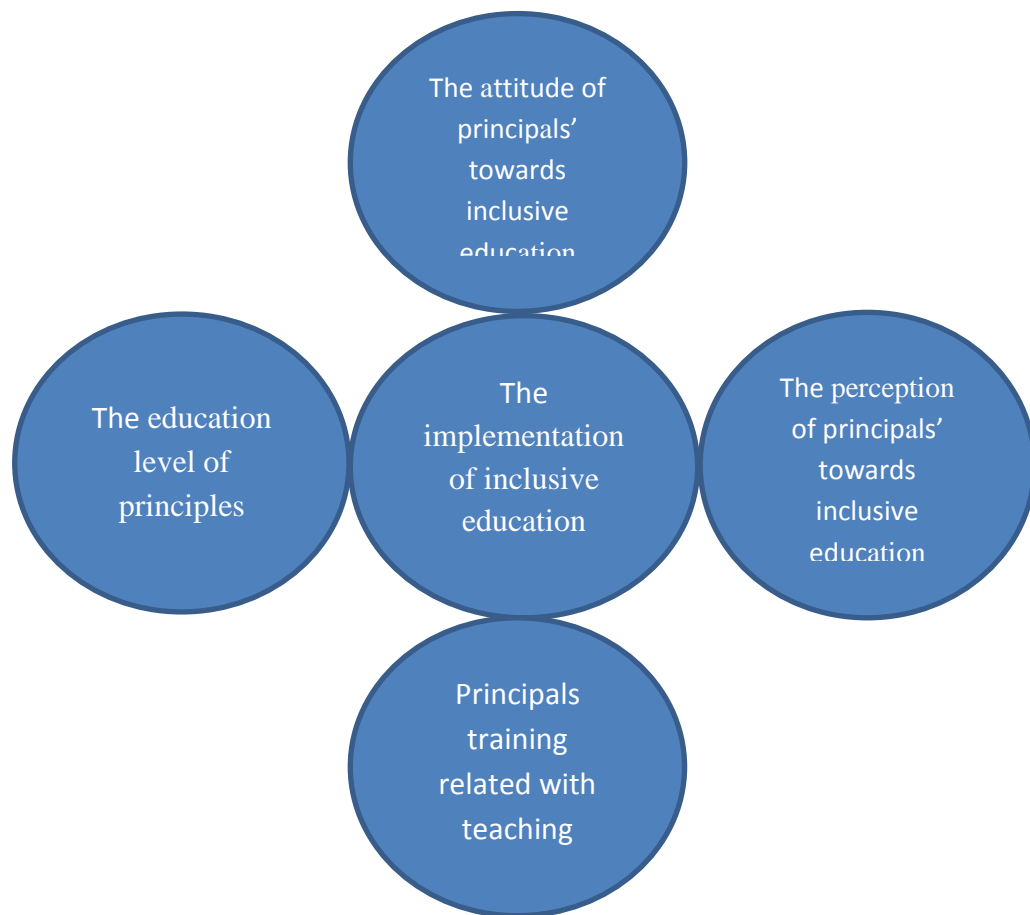 The attitude of
principals’
towards
inclusive
education
The education
level of
principles
The
implementation
of inclusive
education
The perception
of principals’
towards
inclusive
education
Principals
training
related with
teaching